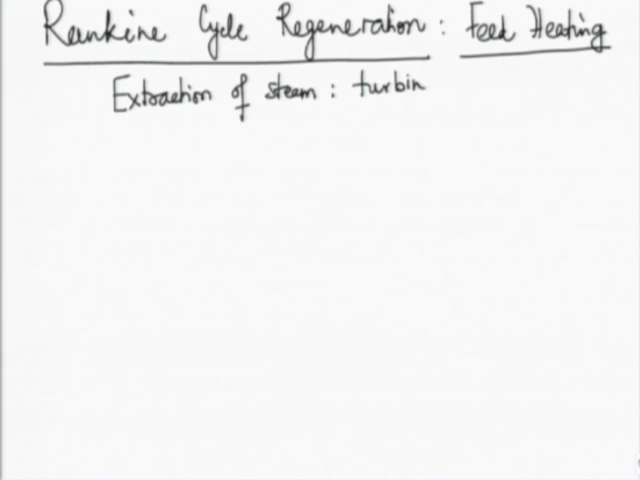 Rankine Cycle Regeneration : Feed Heating
Extraction of steam : turbin